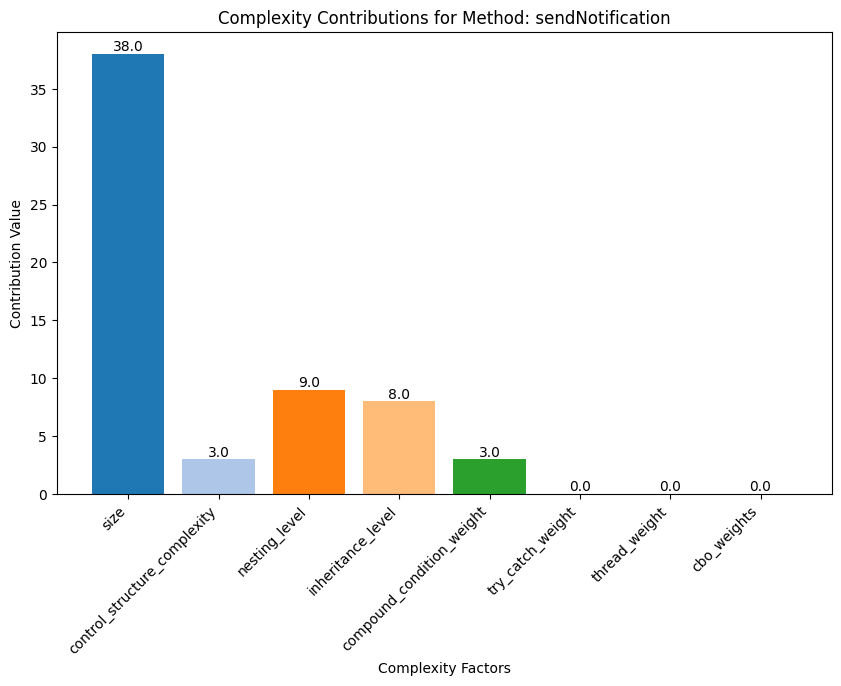 Complexity Contributions for Method: sendNotification
Contribution Value
35
30
25
20
15
10
5
0
38.0
3.0
9.0
8.0
3.0
0.0
0.0
0.0
size
control_structure_complexity
nesting_level
inheritance_level
compound_condition_weight
try_catch_weight
thread_weight
cbo_weights
Complexity Factors